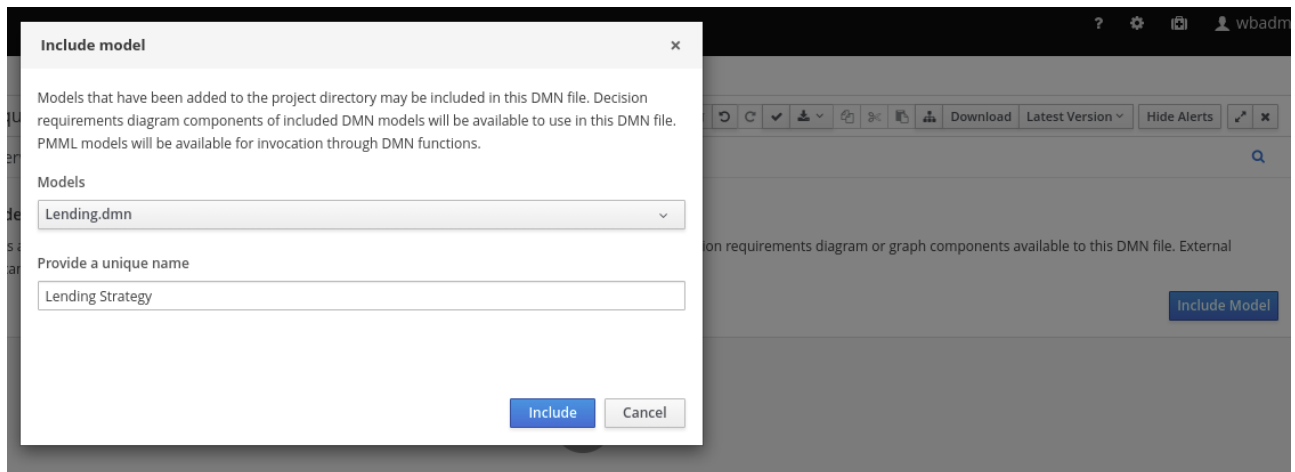 ? wbadm
Include model ×
Models that have been added to the project directory may be included in this DMN file. Decision
requirements diagram components of included DMN models will be available to use in this DMN file.
PMML models will be available for invocation through DMN functions.
Download Latest Version Hide Alerts
Models
Lending.dmn
ion requirements diagram or graph components available to this DMN file. External
Provide a unique name
Lending Strategy
Include Model
Include Cancel